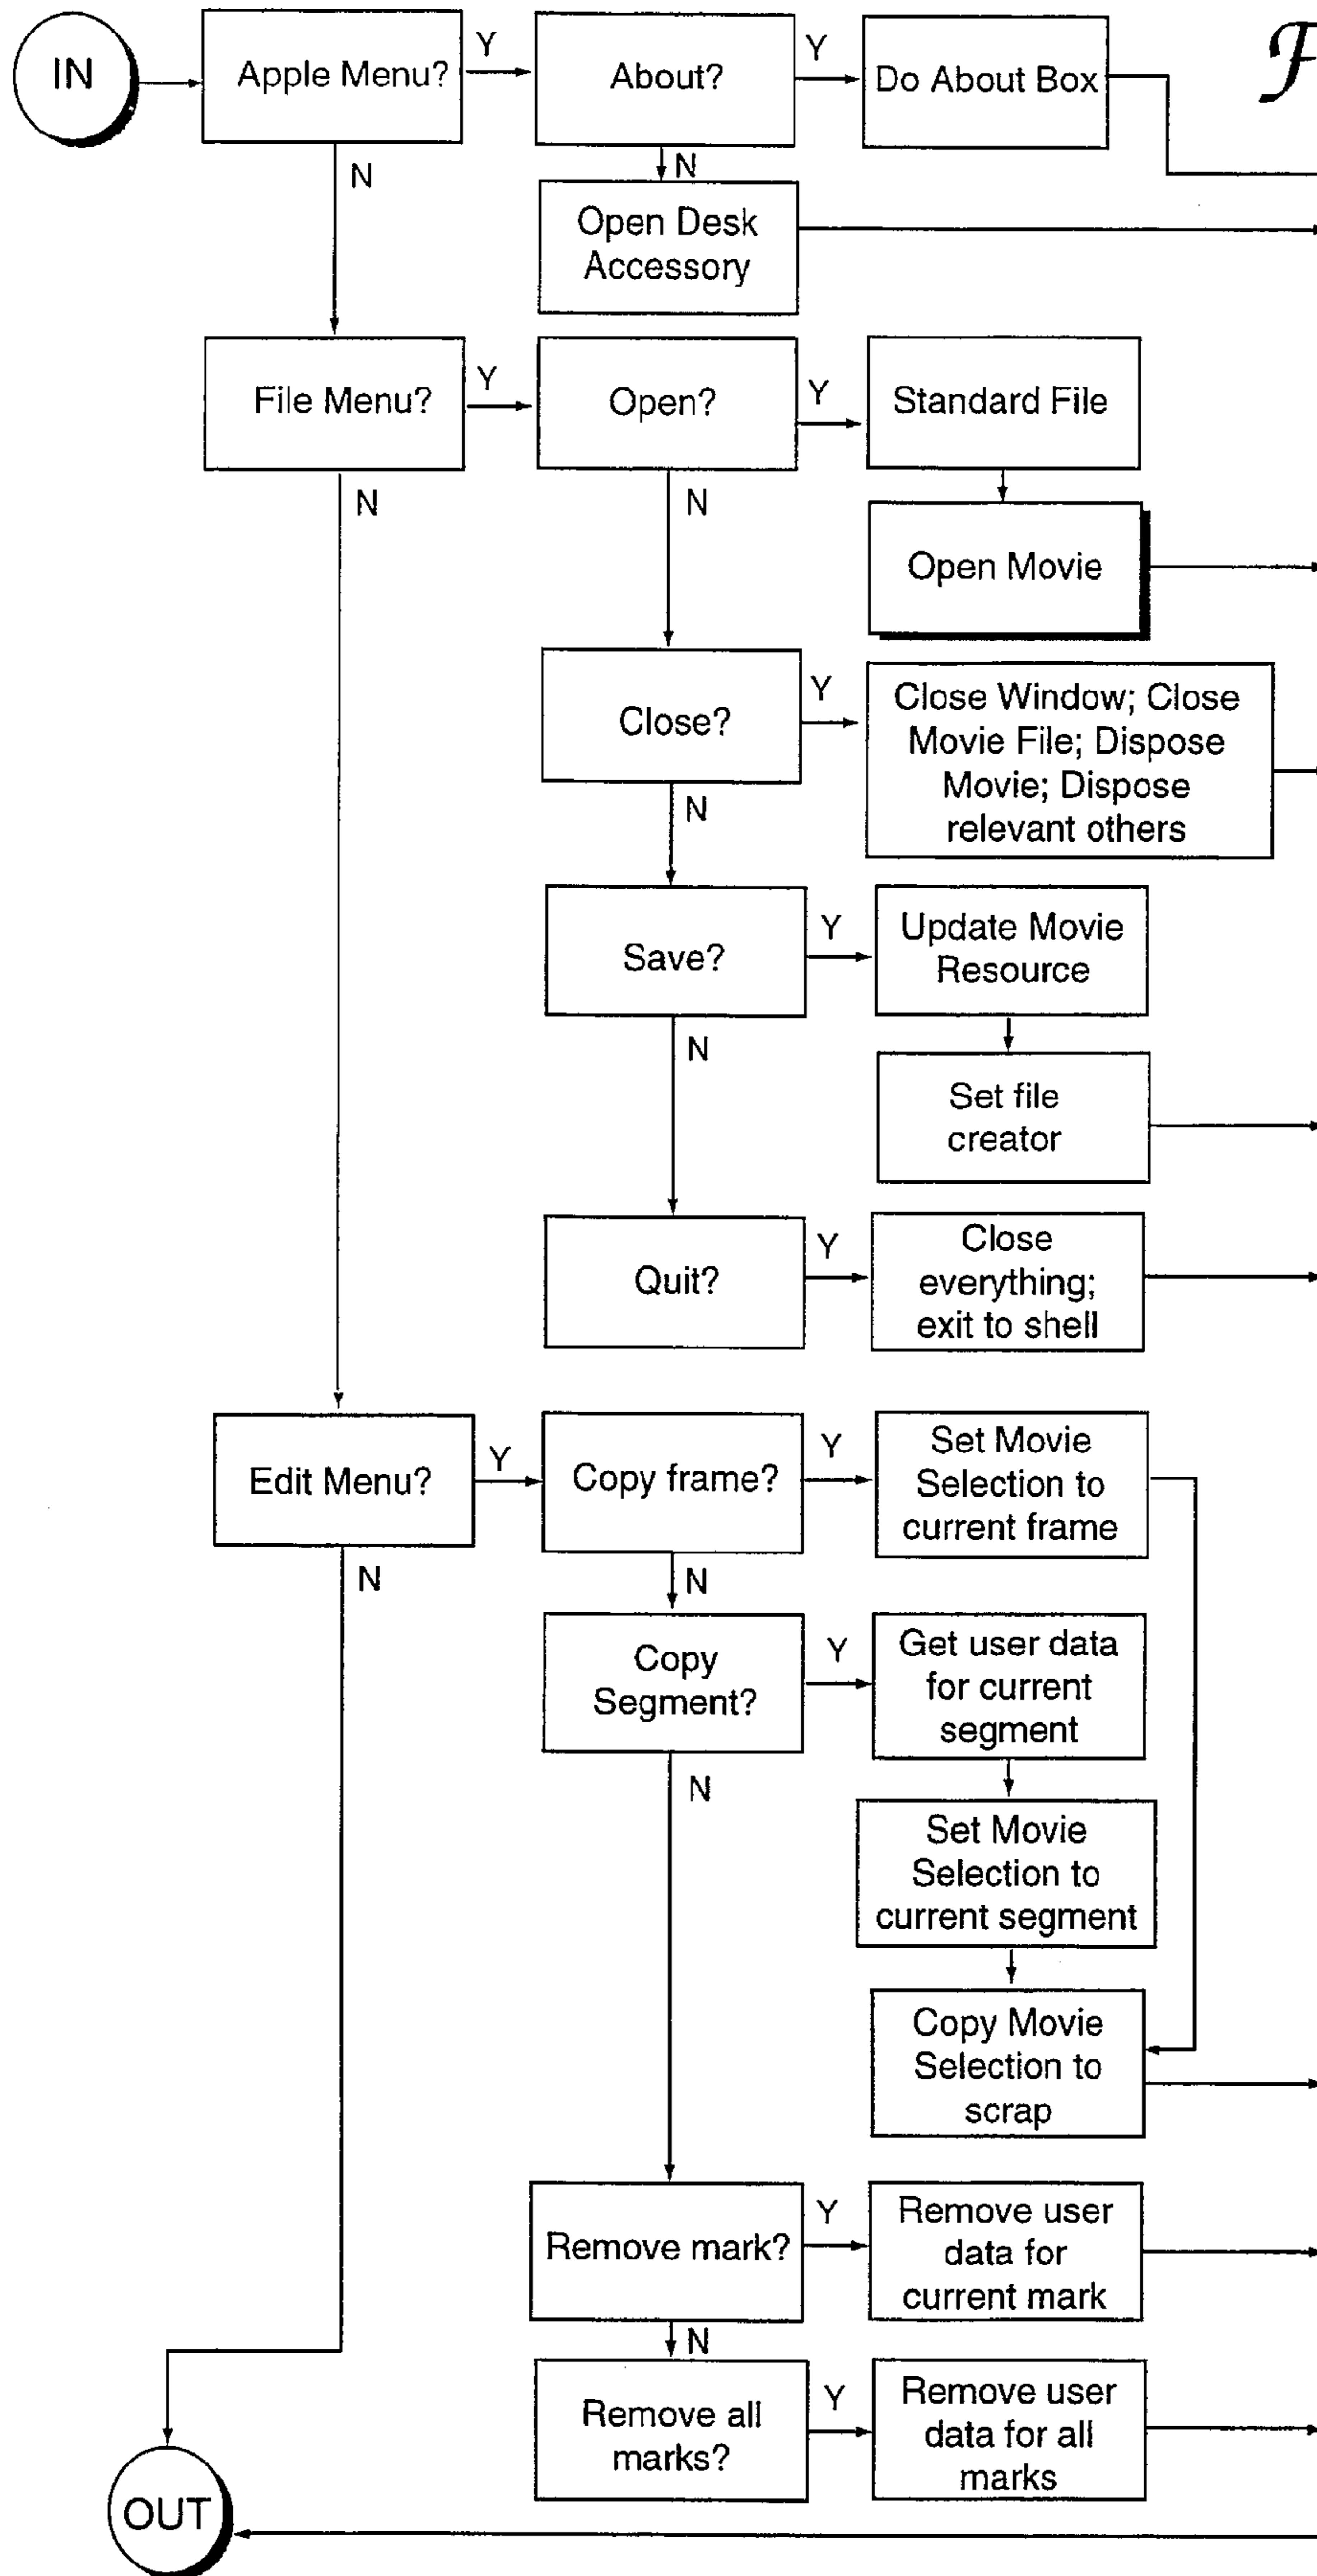 IN
Apple Menu?
Y
About?
Y
Do About Box
F
N
N
Open Desk
Accessory
File Menu?
Y
Open?
Y
Standard File
N
N
Open Movie
Close?
Y
Close Window; Close
Movie File; Dispose
Movie; Dispose
relevant others
N
Save?
Y
Update Movie
Resource
N
Set file
creator
Quit?
Y
Close
everything;
exit to shell
Edit Menu?
Y
Copy frame?
Y
Set Movie
Selection to
current frame
N
N
Copy
Segment?
Y
Get user data
for current
segment
N
Set Movie
Selection to
current segment
Copy Movie
Selection to
scrap
Remove mark?
Y
Remove user
data for
current mark
N
Remove all
marks?
Y
Remove user
data for all
marks
OUT